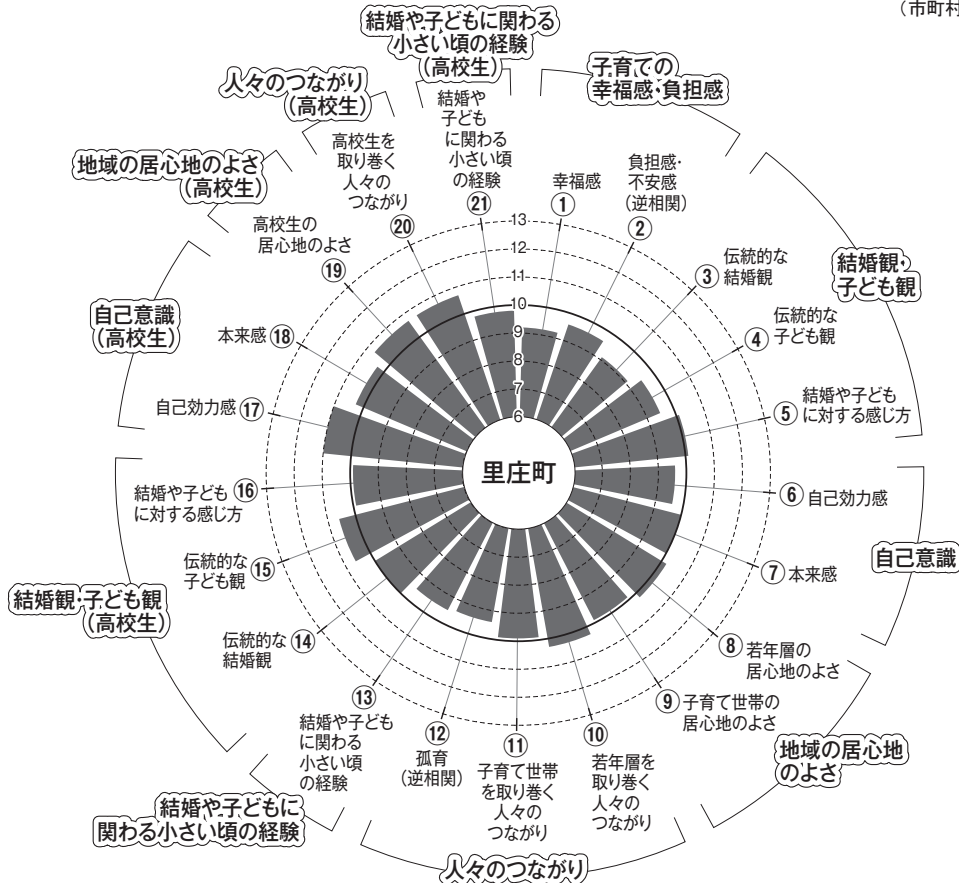 （市町村
結婚や子どもに関わる
小さい頃の経験
（高校生）
子育ての
幸福感・負担感
結婚観・
子ども観
自己意識
地域の居心地
のよさ
人々のつながり
結婚や子どもに
関わる小さい頃の経験
結婚観・子ども観
（高校生）
自己意識
（高校生）
地域の居心地のよさ
（高校生）
人々のつながり
（高校生）
①
幸福感
②
負担感・
不安感
（逆相関）
③
伝統的な
結婚観
④
伝統的な
子ども観
⑤
結婚や子ども
に対する感じ方
⑥
自己効力感
⑦
本来感
⑧
若年層の
居心地のよさ
⑨
子育て世帯の
居心地のよさ
⑩
若年層を
取り巻く
人々の
つながり
⑪
子育て世帯
を取り巻く
人々の
つながり
⑫
孤育
（逆相関）
⑬
結婚や子ども
に関わる
小さい頃
の経験
⑭
伝統的な
結婚観
⑮
伝統的な
子ども観
⑯
結婚や子ども
に対する感じ方
⑰
自己効力感
⑱
本来感
⑲
高校生の
居心地のよさ
⑳
高校生を
取り巻く
人々の
つながり
㉑
結婚や
子ども
に関わる
小さい頃
の経験
13
12
11
10
9
8
7
6
里庄町